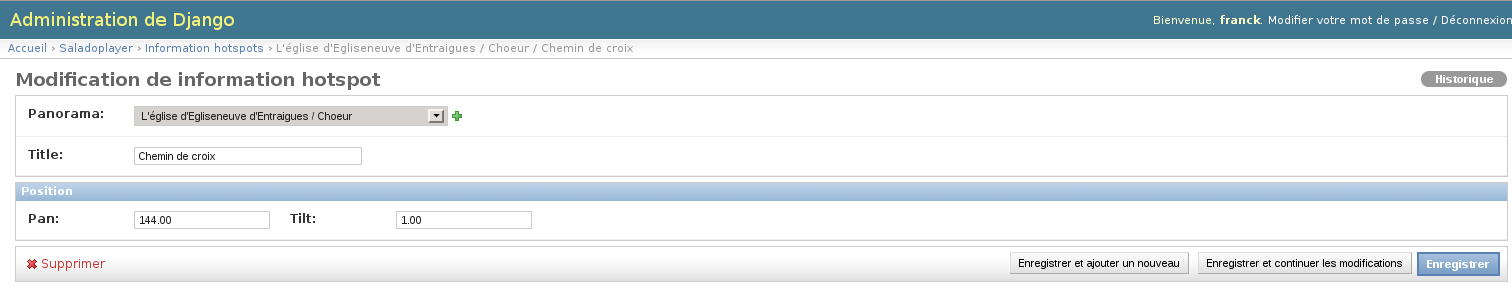 Administration de Django
Bienvenue, franck. Modifier votre mot de passe / Déconnexion
Accueil › Saladoplayer › Information hotspots › L'église d'Egliseneuve d'Entraigues / Choeur / Chemin de croix
Modification de information hotspot
Historique
Panorama: L'église d'Egliseneuve d'Entraigues / Choeur
Title: Chemin de croix
Position
Pan: 144.00 Tilt: 1.00
Supprimer Enregistrer et ajouter un nouveau Enregistrer et continuer les modifications Enregistrer